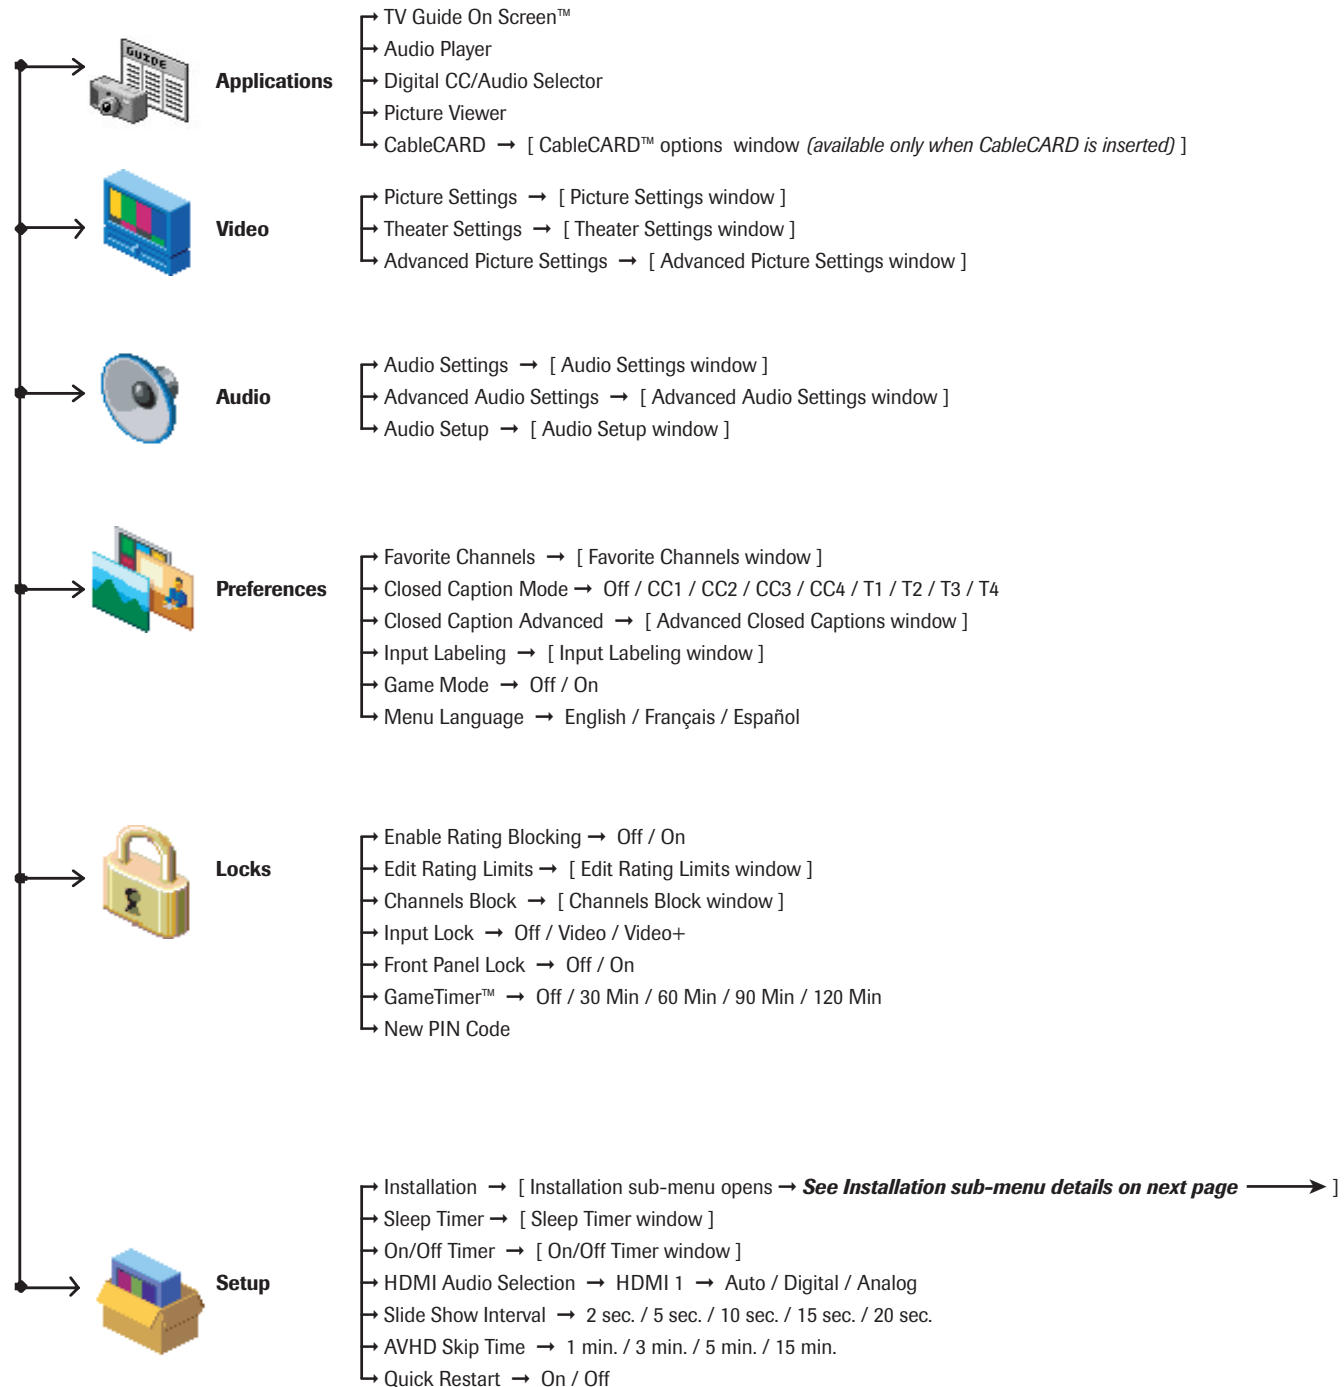 TV Guide On Screen™
Audio Player
GUIDE
Applications
Digital CC/Audio Selector
Picture Viewer
CableCARD → [ CableCARD™ options window (available only when CableCARD is inserted) ]
Picture Settings → [ Picture Settings window ]
Video
Theater Settings → [ Theater Settings window ]
Advanced Picture Settings → [ Advanced Picture Settings window ]
Audio Settings → [ Audio Settings window ]
Audio
Advanced Audio Settings → [ Advanced Audio Settings window ]
Audio Setup → [ Audio Setup window ]
Favorite Channels → [ Favorite Channels window ]
Preferences
Closed Caption Mode → Off / CC1 / CC2 / CC3 / CC4 / T1 / T2 / T3 / T4
Closed Caption Advanced → [ Advanced Closed Captions window ]
Input Labeling → [ Input Labeling window ]
Game Mode → Off / On
Menu Language → English / Français / Español
Enable Rating Blocking → Off / On
Locks
Edit Rating Limits → [ Edit Rating Limits window ]
Channels Block → [ Channels Block window ]
Input Lock → Off / Video / Video+
Front Panel Lock → Off / On
GameTimer™ → Off / 30 Min / 60 Min / 90 Min / 120 Min
New PIN Code
Installation → [ Installation sub-menu opens → See Installation sub-menu details on next page → ]
Sleep Timer → [ Sleep Timer window ]
On/Off Timer → [ On/Off Timer window ]
Setup
HDMI Audio Selection → HDMI 1 → Auto / Digital / Analog
Slide Show Interval → 2 sec. / 5 sec. / 10 sec. / 15 sec. / 20 sec.
AVHD Skip Time → 1 min. / 3 min. / 5 min. / 15 min.
Quick Restart → On / Off